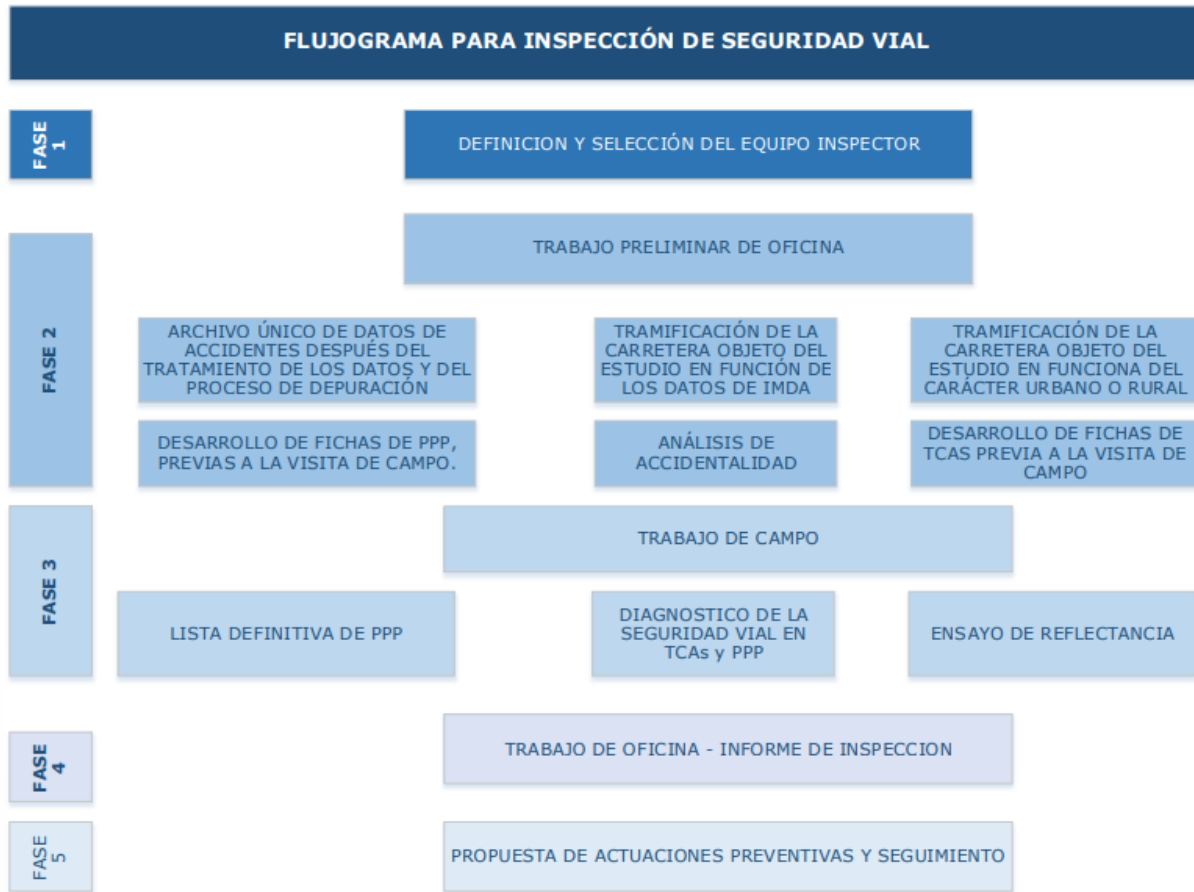 FLUJOGRAMA PARA INSPECCIÓN DE SEGURIDAD VIAL
FASE
1
DEFINICION Y SELECCIÓN DEL EQUIPO INSPECTOR
FASE 2
TRABAJO PRELIMINAR DE OFICINA
ARCHIVO ÚNICO DE DATOS DE
ACCIDENTES DESPUÉS DEL
TRATAMIENTO DE LOS DATOS Y DEL
PROCESO DE DEPURACIÓN
TRAMIFICACIÓN DE LA
CARRETERA OBJETO DEL
ESTUDIO EN FUNCIÓN DE
LOS DATOS DE IMDA
TRAMIFICACIÓN DE LA
CARRETERA OBJETO DEL
ESTUDIO EN FUNCIONA DEL
CARÁCTER URBANO O RURAL
DESARROLLO DE FICHAS DE PPP,
PREVIAS A LA VISITA DE CAMPO.
ANÁLISIS DE
ACCIDENTALIDAD
DESARROLLO DE FICHAS DE
TCAS PREVIA A LA VISITA DE
CAMPO
FASE 3
TRABAJO DE CAMPO
LISTA DEFINITIVA DE PPP
DIAGNOSTICO DE LA
SEGURIDAD VIAL EN
TCAs y PPP
ENSAYO DE REFLECTANCIA
FASE
4
TRABAJO DE OFICINA - INFORME DE INSPECCION
FASE
5
PROPUESTA DE ACTUACIONES PREVENTIVAS Y SEGUIMIENTO